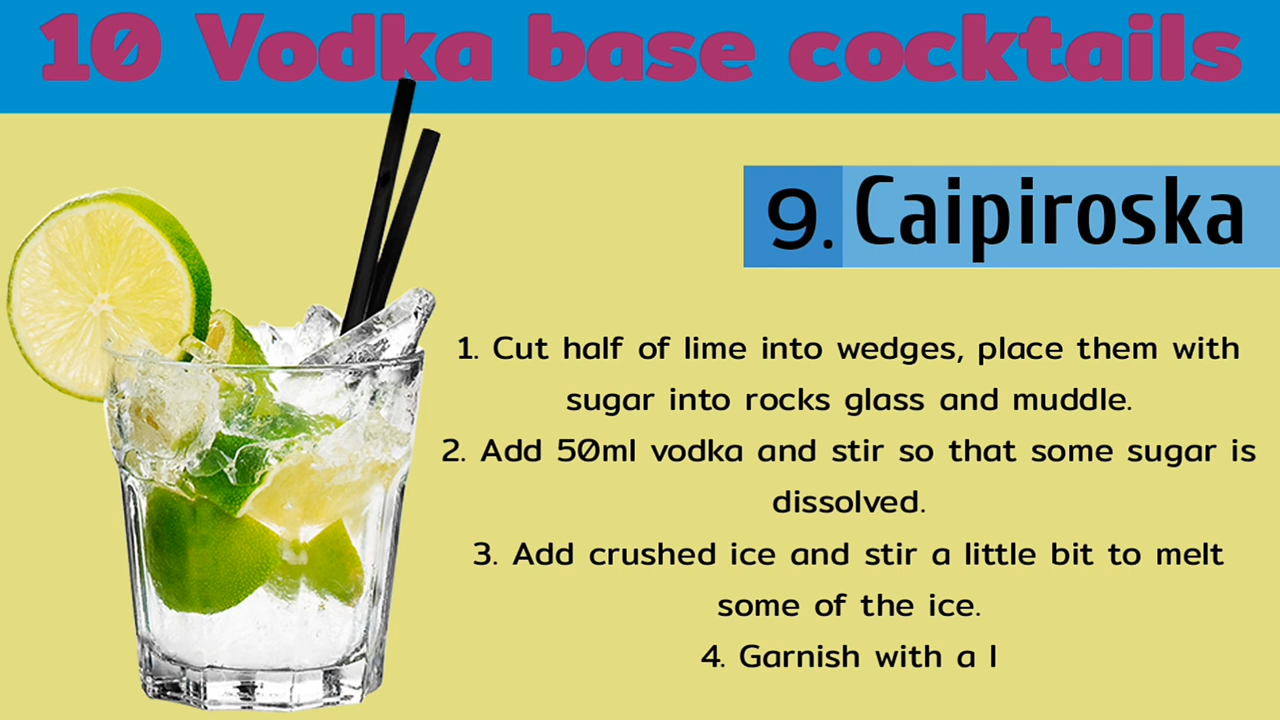 10 Vodka base cocktails
9. Caipiroska
1. Cut half of lime into wedges, place them with
sugar into rocks glass and muddle.
2. Add 50ml vodka and stir so that some sugar is
dissolved.
3. Add crushed ice and stir a little bit to melt
some of the ice.
4. Garnish with a l